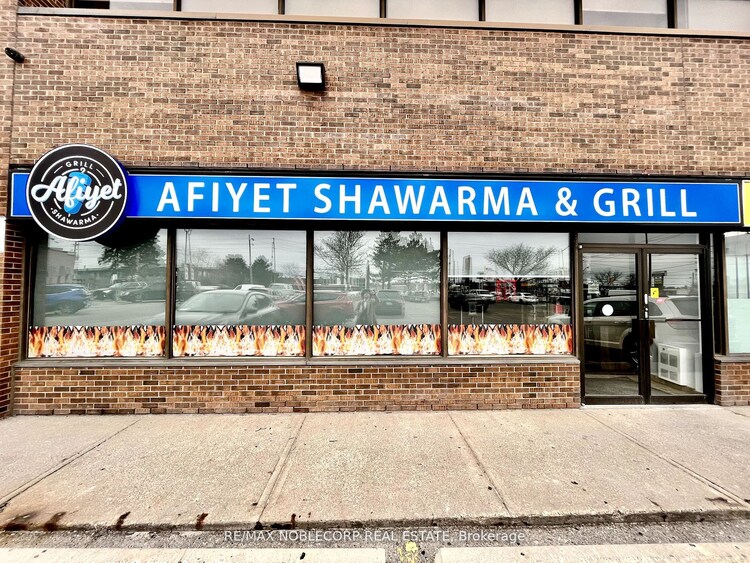 GRILL
Afiyet
SHAWARMA
AFIYET SHAWARMA & GRILL
RE/MAX NOBLECORP REAL ESTATE, Brokerage